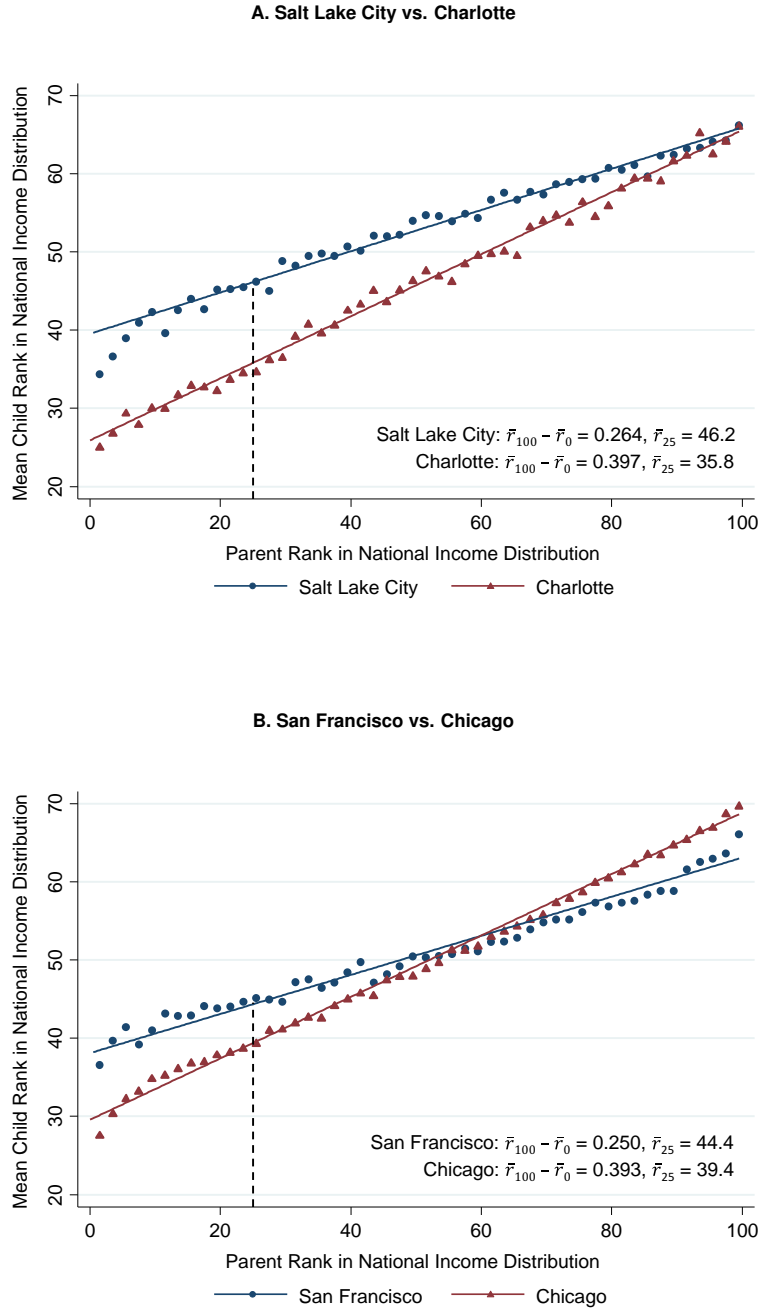 A. Salt Lake City vs. Charlotte
Mean Child Rank in National Income Distribution
70
60
50
40
30
20
Salt Lake City: r̄₁₀₀ – r̄₀ = 0.264, r̄₂₅ = 46.2
Charlotte: r̄₁₀₀ – r̄₀ = 0.397, r̄₂₅ = 35.8
0 20 40 60 80 100
Parent Rank in National Income Distribution
Salt Lake City Charlotte
B. San Francisco vs. Chicago
Mean Child Rank in National Income Distribution
70
60
50
40
30
20
San Francisco: r̄₁₀₀ – r̄₀ = 0.250, r̄₂₅ = 44.4
Chicago: r̄₁₀₀ – r̄₀ = 0.393, r̄₂₅ = 39.4
0 20 40 60 80 100
Parent Rank in National Income Distribution
San Francisco Chicago